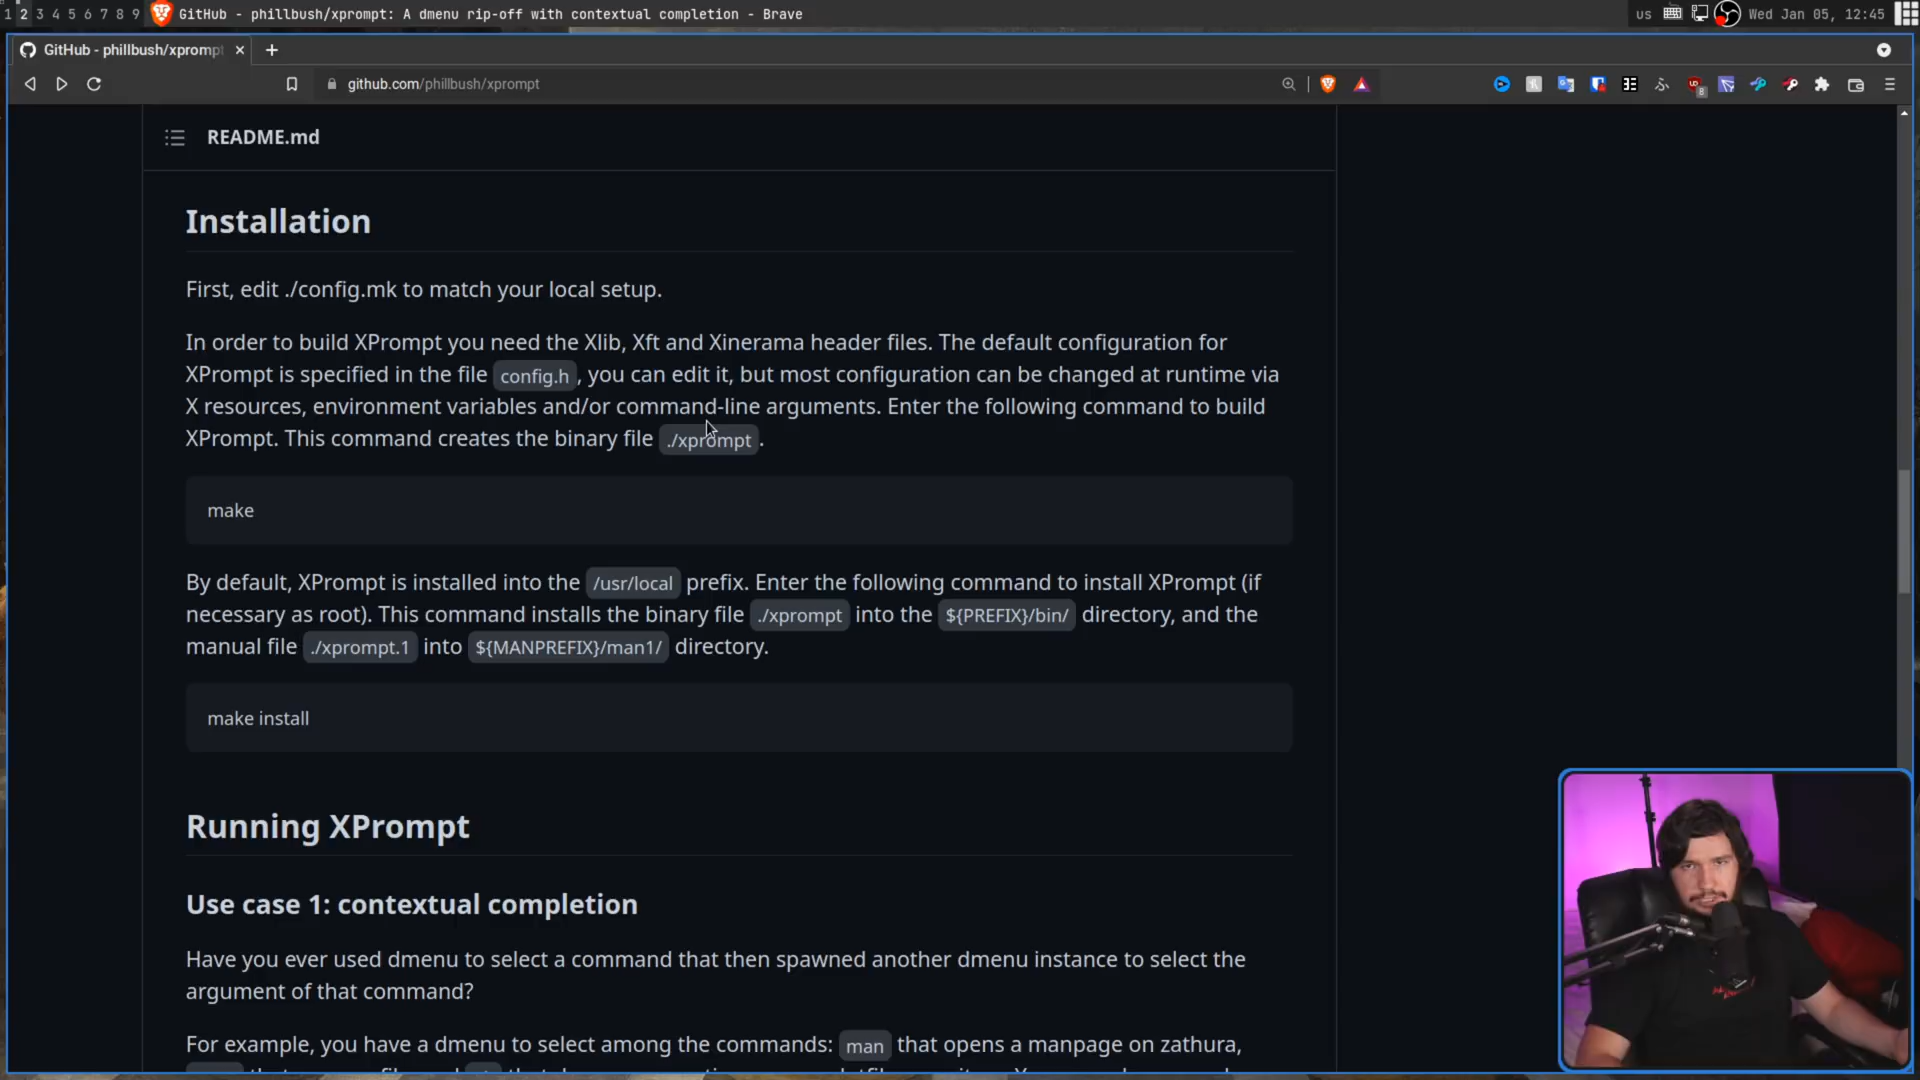 1 2 3 4 5 6 7 8 9 GitHub - phillbush/xprompt: A dmenu rip-off with contextual completion - Brave us Wed Jan 05, 12:45
GitHub - phillbush/xprompt
github.com/phillbush/xprompt
README.md
Installation
First, edit ./config.mk to match your local setup.
In order to build XPrompt you need the Xlib, Xft and Xinerama header files. The default configuration for
XPrompt is specified in the file config.h , you can edit it, but most configuration can be changed at runtime via
X resources, environment variables and/or command-line arguments. Enter the following command to build
XPrompt. This command creates the binary file ./xprompt .
make
By default, XPrompt is installed into the /usr/local prefix. Enter the following command to install XPrompt (if
necessary as root). This command installs the binary file ./xprompt into the ${PREFIX}/bin/ directory, and the
manual file ./xprompt.1 into ${MANPREFIX}/man1/ directory.
make install
Running XPrompt
Use case 1: contextual completion
Have you ever used dmenu to select a command that then spawned another dmenu instance to select the
argument of that command?
For example, you have a dmenu to select among the commands: man that opens a manpage on zathura,